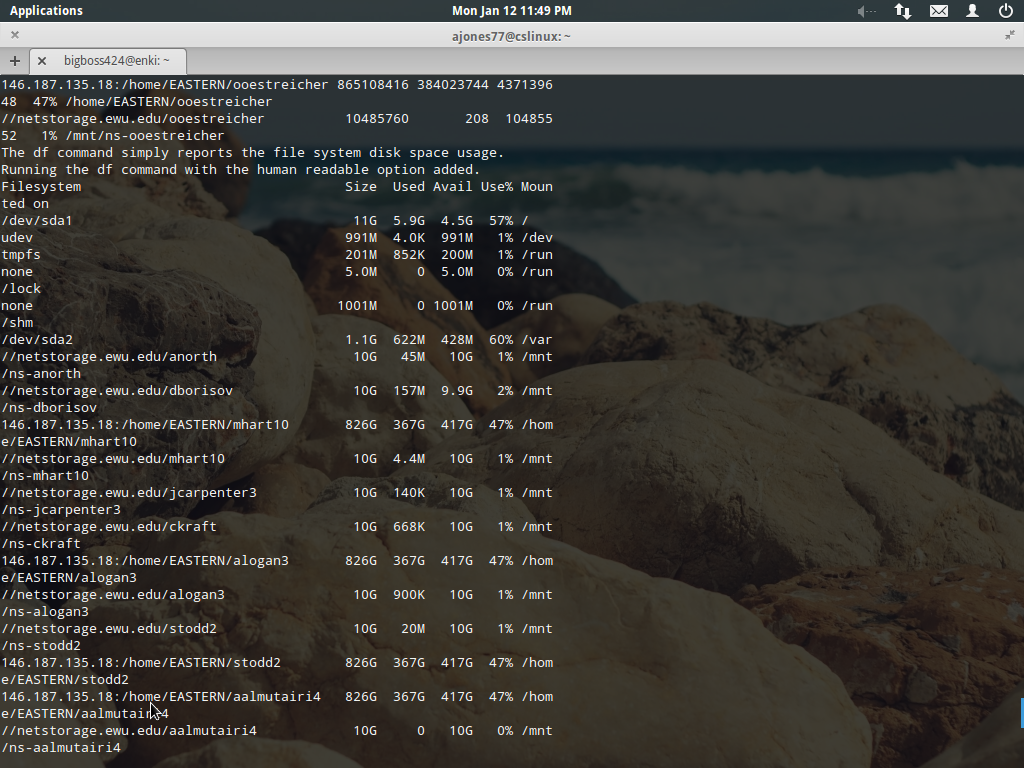 Applications
Mon Jan 12 11:49 PM
ajones77@cslinux: ~
bigboss424@enki: ~
146.187.135.18:/home/EASTERN/ooestreicher 865108416 384023744 4371396
48  47% /home/EASTERN/ooestreicher
//netstorage.ewu.edu/ooestreicher          10485760       208  104855
52   1% /mnt/ns-ooestreicher
The df command simply reports the file system disk space usage.
Running the df command with the human readable option added.
Filesystem                                 Size  Used Avail Use% Moun
ted on
/dev/sda1                                   11G  5.9G  4.5G  57% /
udev                                       991M  4.0K  991M   1% /dev
tmpfs                                      201M  852K  200M   1% /run
none                                       5.0M     0  5.0M   0% /run
/lock
none                                      1001M     0 1001M   0% /run
/shm
/dev/sda2                                  1.1G  622M  428M  60% /var
//netstorage.ewu.edu/anorth                 10G   45M   10G   1% /mnt
/ns-anorth
//netstorage.ewu.edu/dborisov               10G  157M  9.9G   2% /mnt
/ns-dborisov
146.187.135.18:/home/EASTERN/mhart10       826G  367G  417G  47% /hom
e/EASTERN/mhart10
//netstorage.ewu.edu/mhart10                10G  4.4M   10G   1% /mnt
/ns-mhart10
//netstorage.ewu.edu/jcarpenter3            10G  140K   10G   1% /mnt
/ns-jcarpenter3
//netstorage.ewu.edu/ckraft                 10G  668K   10G   1% /mnt
/ns-ckraft
146.187.135.18:/home/EASTERN/alogan3       826G  367G  417G  47% /hom
e/EASTERN/alogan3
//netstorage.ewu.edu/alogan3                10G  900K   10G   1% /mnt
/ns-alogan3
//netstorage.ewu.edu/stodd2                 10G   20M   10G   1% /mnt
/ns-stodd2
146.187.135.18:/home/EASTERN/stodd2        826G  367G  417G  47% /hom
e/EASTERN/stodd2
146.187.135.18:/home/EASTERN/aalmutairi4   826G  367G  417G  47% /hom
e/EASTERN/aalmutairi4
//netstorage.ewu.edu/aalmutairi4            10G     0   10G   0% /mnt
/ns-aalmutairi4